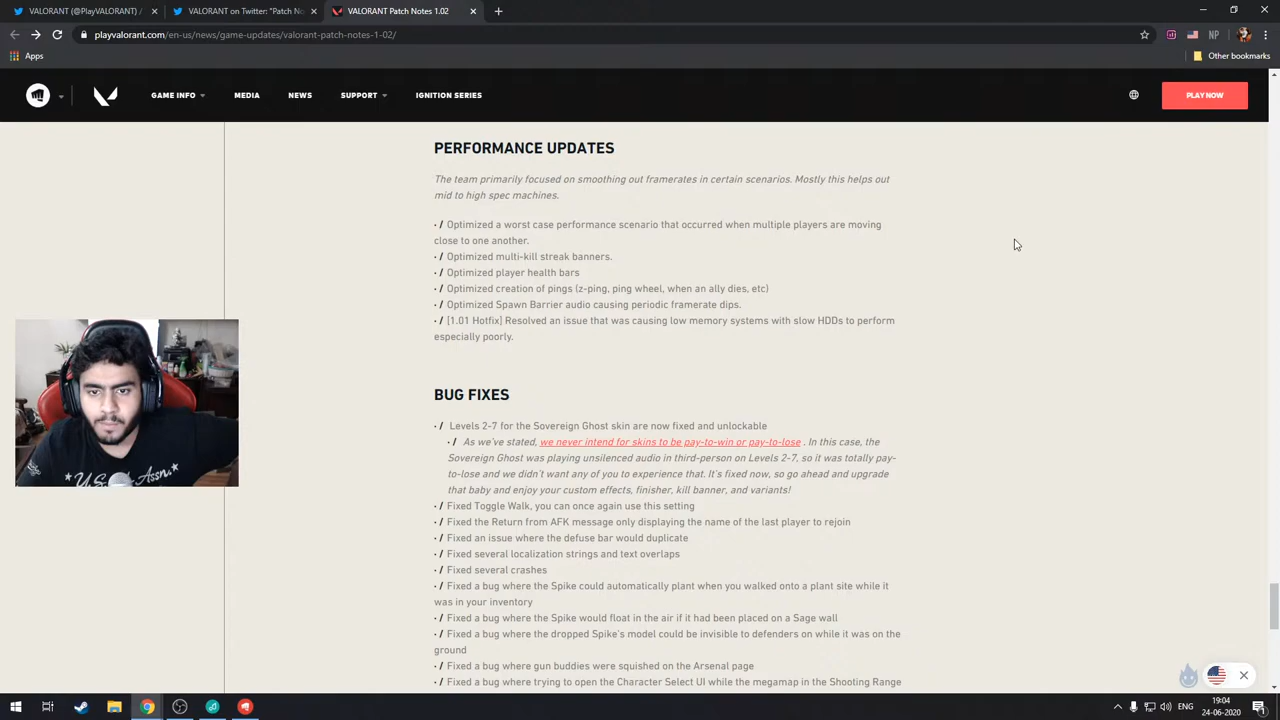 VALORANT (@PlayVALORANT) /
VALORANT on Twitter: "Patch No
VALORANT Patch Notes 1.02
playvalorant.com/en-us/news/game-updates/valorant-patch-notes-1-02/
NP
Apps
Other bookmarks
GAME INFO
MEDIA
NEWS
SUPPORT
IGNITION SERIES
PLAY NOW
PERFORMANCE UPDATES
The team primarily focused on smoothing out framerates in certain scenarios. Mostly this helps out
mid to high spec machines.
· / Optimized a worst case performance scenario that occurred when multiple players are moving
close to one another.
· / Optimized multi-kill streak banners.
· / Optimized player health bars
· / Optimized creation of pings (z-ping, ping wheel, when an ally dies, etc)
· / Optimized Spawn Barrier audio causing periodic framerate dips.
· / [1.01 Hotfix] Resolved an issue that was causing low memory systems with slow HDDs to perform
especially poorly.
BUG FIXES
· / Levels 2-7 for the Sovereign Ghost skin are now fixed and unlockable
· / As we've stated, we never intend for skins to be pay-to-win or pay-to-lose . In this case, the
Sovereign Ghost was playing unsilenced audio in third-person on Levels 2-7, so it was totally pay-
to-lose and we didn't want any of you to experience that. It's fixed now, so go ahead and upgrade
that baby and enjoy your custom effects, finisher, kill banner, and variants!
· / Fixed Toggle Walk, you can once again use this setting
· / Fixed the Return from AFK message only displaying the name of the last player to rejoin
· / Fixed an issue where the defuse bar would duplicate
· / Fixed several localization strings and text overlaps
· / Fixed several crashes
· / Fixed a bug where the Spike could automatically plant when you walked onto a plant site while it
was in your inventory
· / Fixed a bug where the Spike would float in the air if it had been placed on a Sage wall
· / Fixed a bug where the dropped Spike's model could be invisible to defenders on while it was on the
ground
· / Fixed a bug where gun buddies were squished on the Arsenal page
· / Fixed a bug where trying to open the Character Select UI while the megamap in the Shooting Range
ENG
19:04
24-06-2020
1